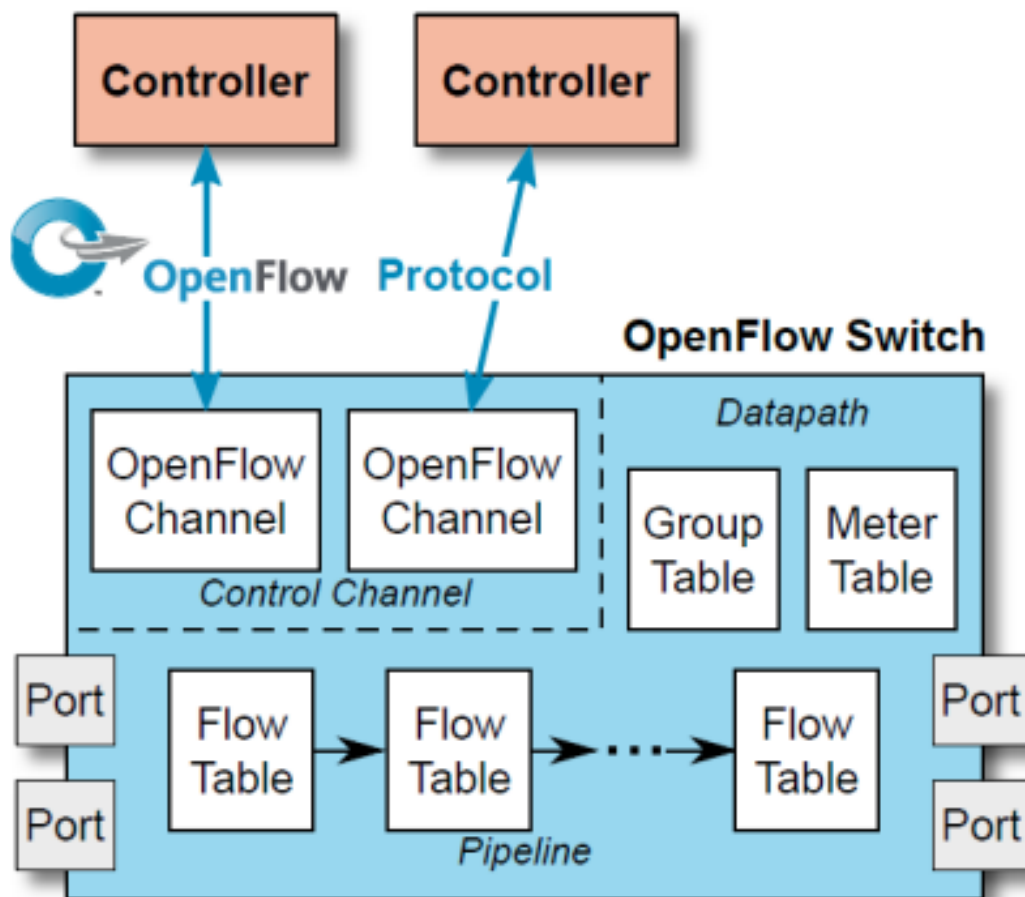 Controller
Controller
OpenFlow Protocol
OpenFlow Switch
OpenFlow
Channel
OpenFlow
Channel
Control Channel
Datapath
Group
Table
Meter
Table
Port
Port
Flow
Table
Flow
Table
...
Flow
Table
Pipeline
Port
Port